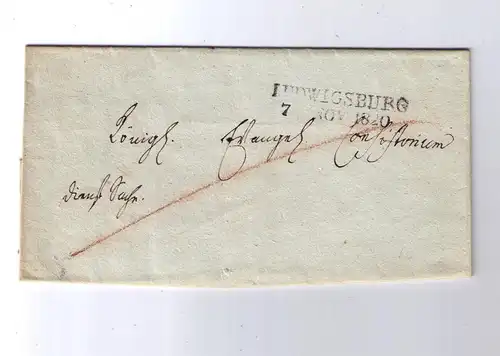 LUDWIGSBURG
7 NOV 1820
Königl. Evangel Consistorium
dienst Sache.